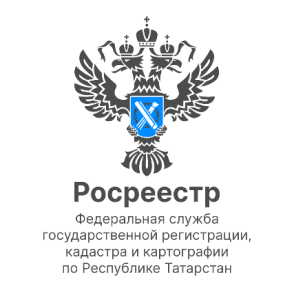 Росреестр
Федеральная служба
государственной регистрации,
кадастра и картографии
по Республике Татарстан